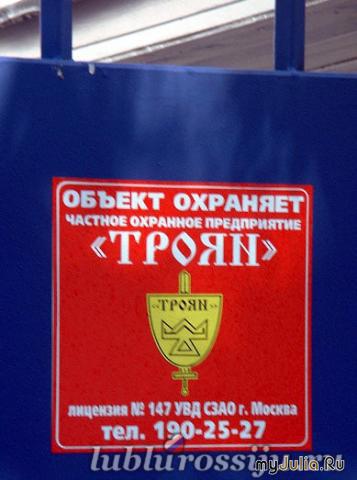 ОБЪЕКТ ОХРАНЯЕТ
ЧАСТНОЕ ОХРАННОЕ ПРЕДПРИЯТИЕ
«ТРОЯН»
«ТРОЯН»
лицензия № 147 УВД СЗАО г. Москва
тел. 190-25-27
lublurossiju.ru
myJulia.Ru